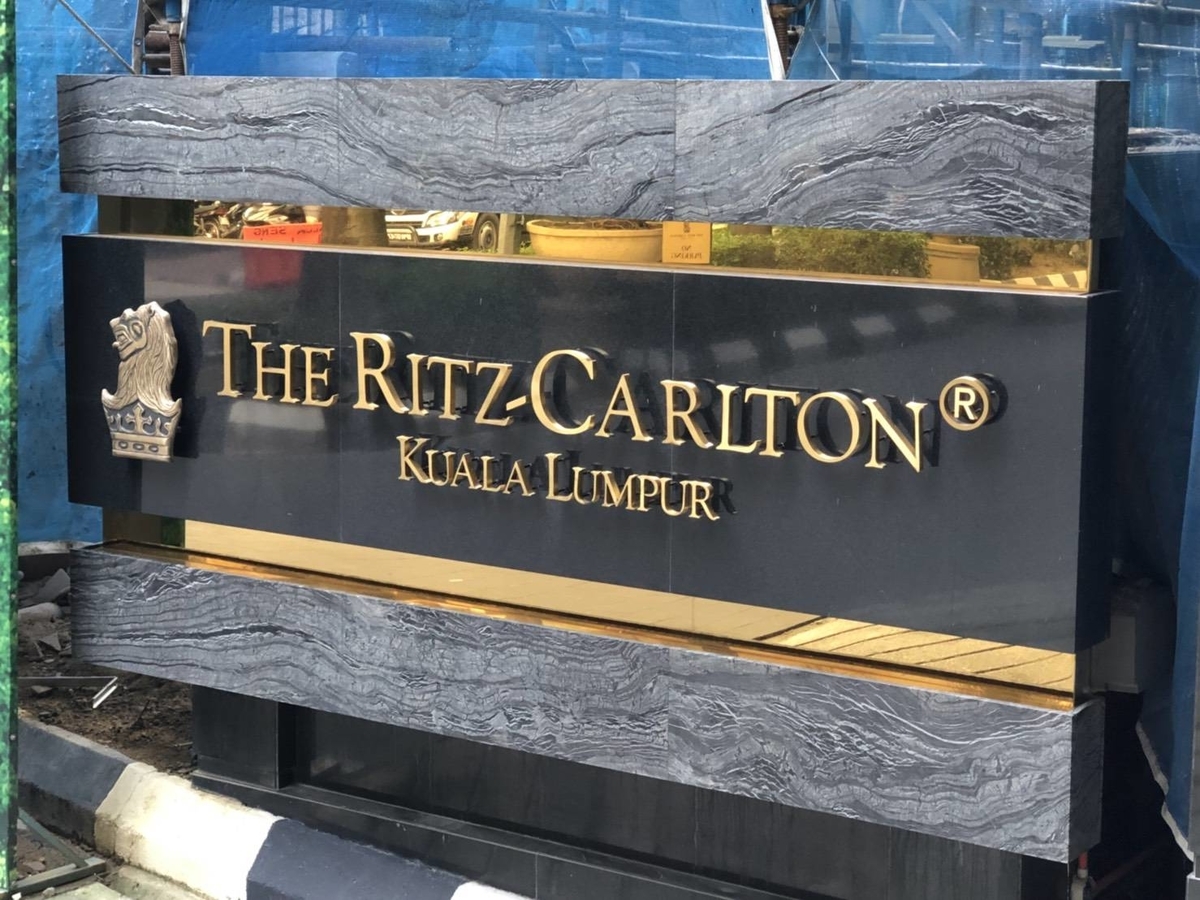 THE RITZ-CARLTON®
KUALA LUMPUR